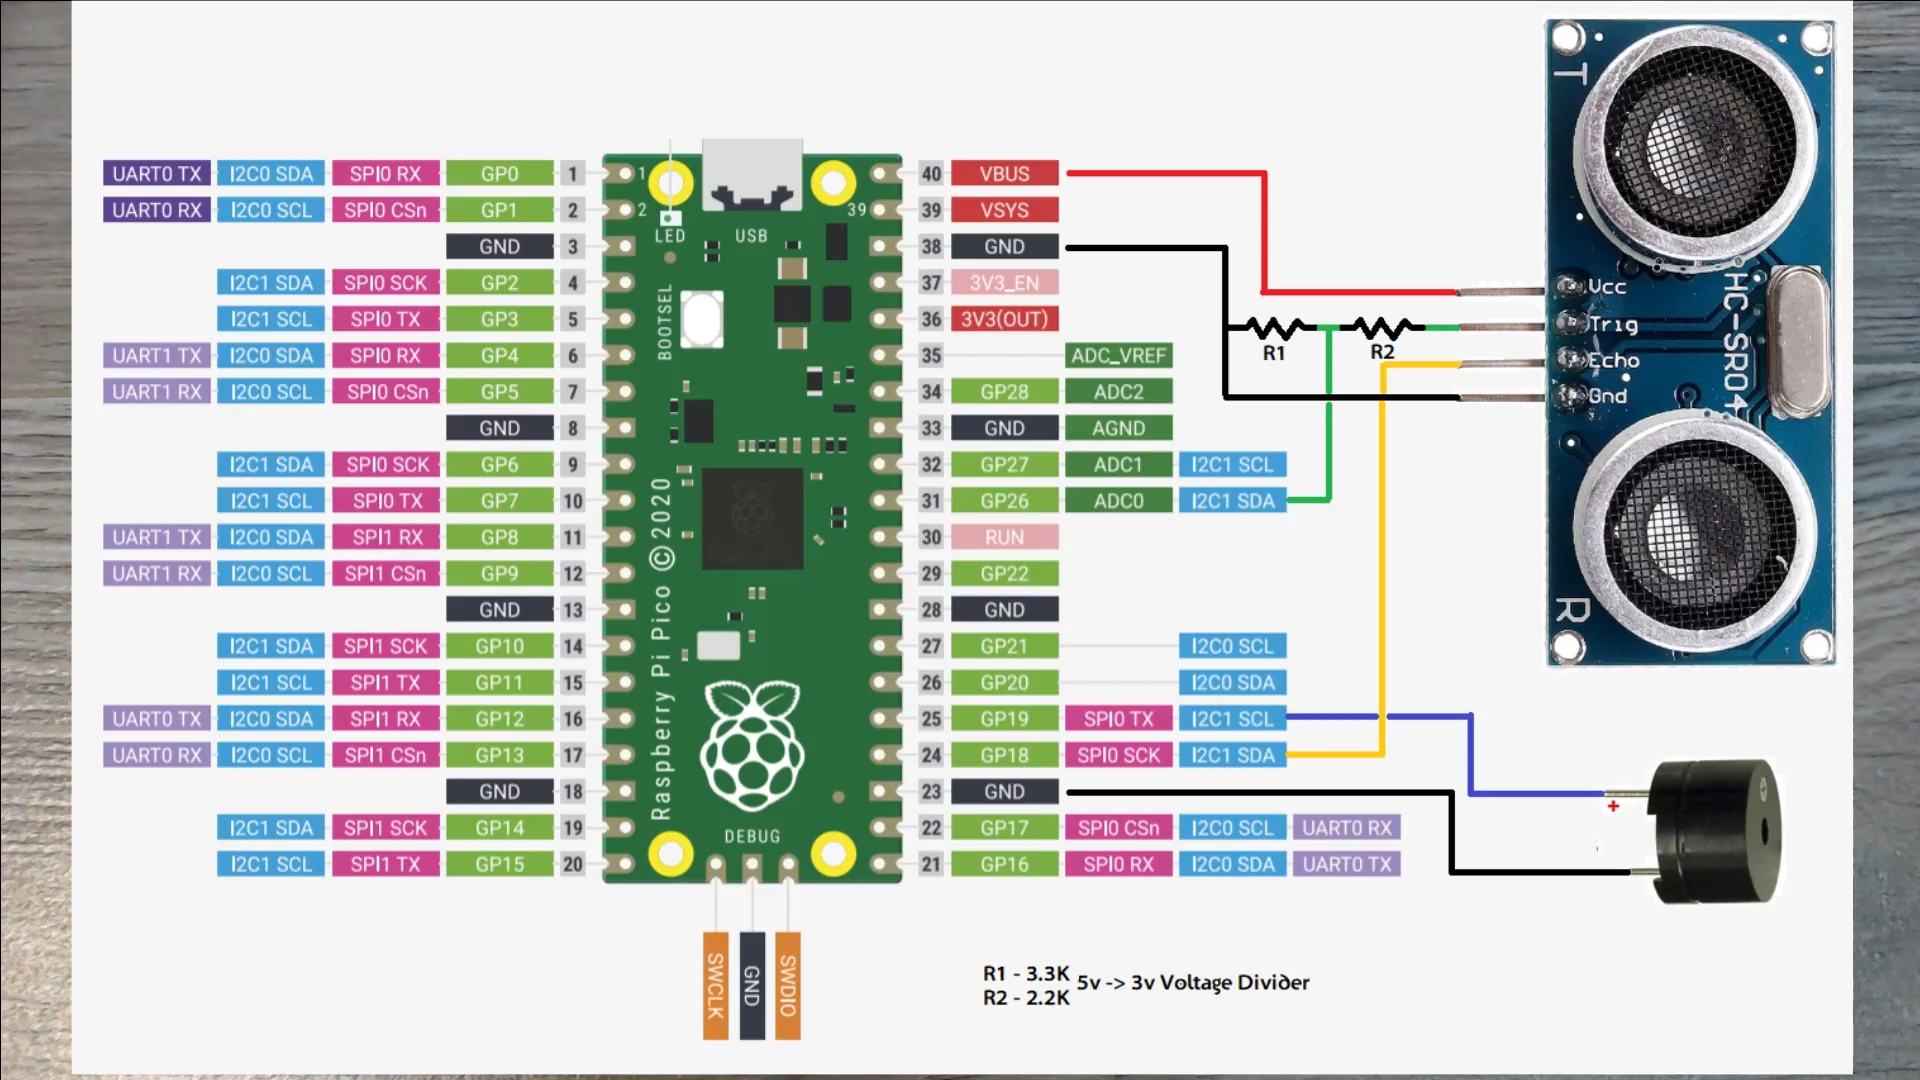 UART0 TX I2C0 SDA SPI0 RX GP0 1
UART0 RX I2C0 SCL SPI0 CSn GP1 2
GND 3
I2C1 SDA SPI0 SCK GP2 4
I2C1 SCL SPI0 TX GP3 5
UART1 TX I2C0 SDA SPI0 RX GP4 6
UART1 RX I2C0 SCL SPI0 CSn GP5 7
GND 8
I2C1 SDA SPI0 SCK GP6 9
I2C1 SCL SPI0 TX GP7 10
UART1 TX I2C0 SDA SPI1 RX GP8 11
UART1 RX I2C0 SCL SPI1 CSn GP9 12
GND 13
I2C1 SDA SPI1 SCK GP10 14
I2C1 SCL SPI1 TX GP11 15
UART0 TX I2C0 SDA SPI1 RX GP12 16
UART0 RX I2C0 SCL SPI1 CSn GP13 17
GND 18
I2C1 SDA SPI1 SCK GP14 19
I2C1 SCL SPI1 TX GP15 20
1
2
39
LED
USB
BOOTSEL
Raspberry Pi Pico ©2020
DEBUG
SWCLK
GND
SWDIO
40 VBUS
39 VSYS
38 GND
37 3V3_EN
36 3V3(OUT)
35 ADC_VREF
34 GP28 ADC2
33 GND AGND
32 GP27 ADC1 I2C1 SCL
31 GP26 ADC0 I2C1 SDA
30 RUN
29 GP22
28 GND
27 GP21 I2C0 SCL
26 GP20 I2C0 SDA
25 GP19 SPI0 TX I2C1 SCL
24 GP18 SPI0 SCK I2C1 SDA
23 GND
22 GP17 SPI0 CSn I2C0 SCL UART0 RX
21 GP16 SPI0 RX I2C0 SDA UART0 TX
R1
R2
T
Vcc
Trig
Echo
Gnd
HC-SR04
R
+
R1 - 3.3K
R2 - 2.2K
5v -> 3v Voltage Divider